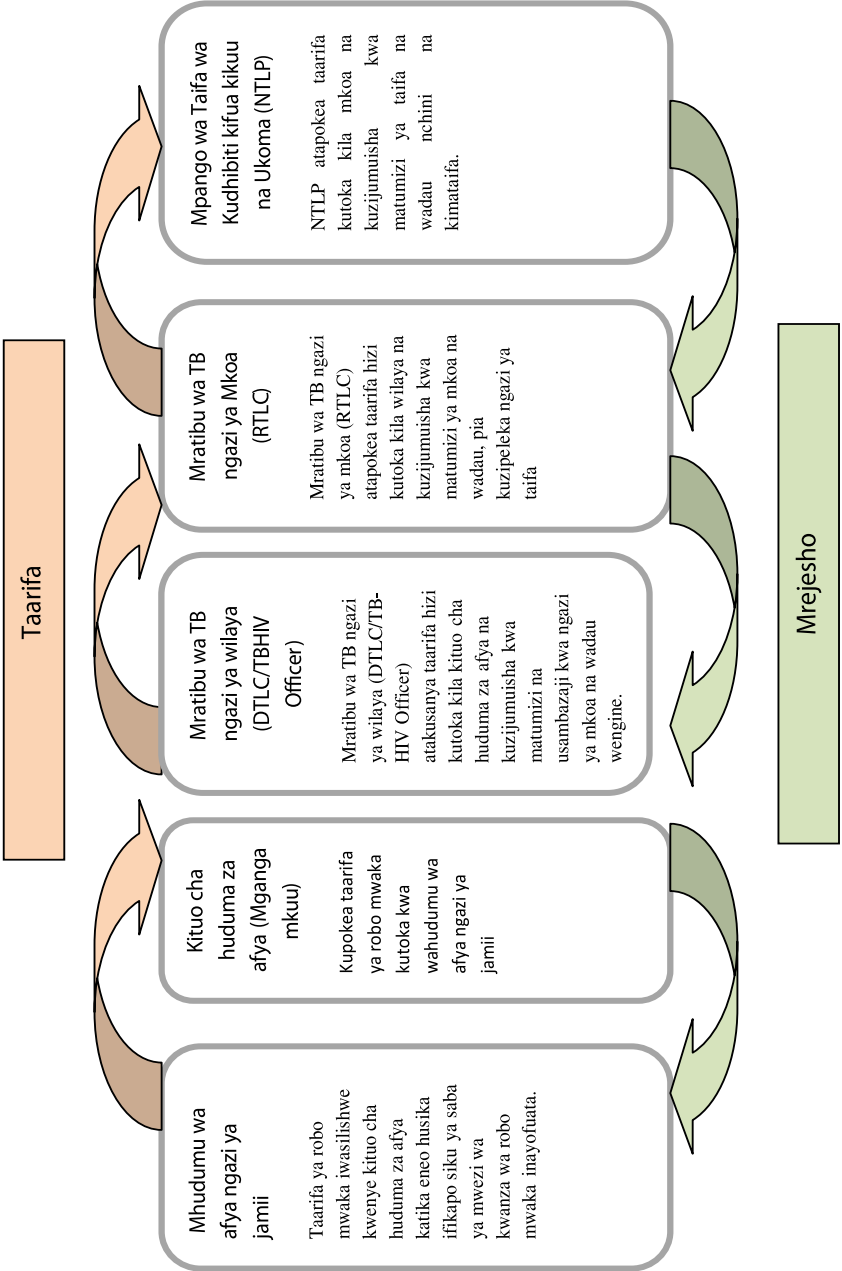 Taarifa
Mhudumu wa
afya ngazi ya
jamii
Taarifa ya robo
mwaka iwasilishwe
kwenye kituo cha
huduma za afya
katika eneo husika
ifikapo siku ya saba
ya mwezi wa
kwanza wa robo
mwaka inayofuata.
Kituo cha
huduma za
afya (Mganga
mkuu)
Kupokea taarifa
ya robo mwaka
kutoka kwa
wahudumu wa
afya ngazi ya
jamii
Mratibu wa TB
ngazi ya wilaya
(DTLC/TBHIV
Officer)
Mratibu wa TB ngazi
ya wilaya (DTLC/TB-
HIV Officer)
atakusanya taarifa hizi
kutoka kila kituo cha
huduma za afya na
kuzijumuisha kwa
matumizi na
usambazaji kwa ngazi
ya mkoa na wadau
wengine.
Mratibu wa TB
ngazi ya Mkoa
(RTLC)
Mratibu wa TB ngazi
ya mkoa (RTLC)
atapokea taarifa hizi
kutoka kila wilaya na
kuzijumuisha kwa
matumizi ya mkoa na
wadau, pia
kuzipeleka ngazi ya
taifa
Mpango wa Taifa wa
Kudhibiti kifua kikuu
na Ukoma (NTLP)
NTLP atapokea taarifa
kutoka kila mkoa na
kuzijumuisha kwa
matumizi ya taifa na
wadau nchini na
kimataifa.
Mrejesho